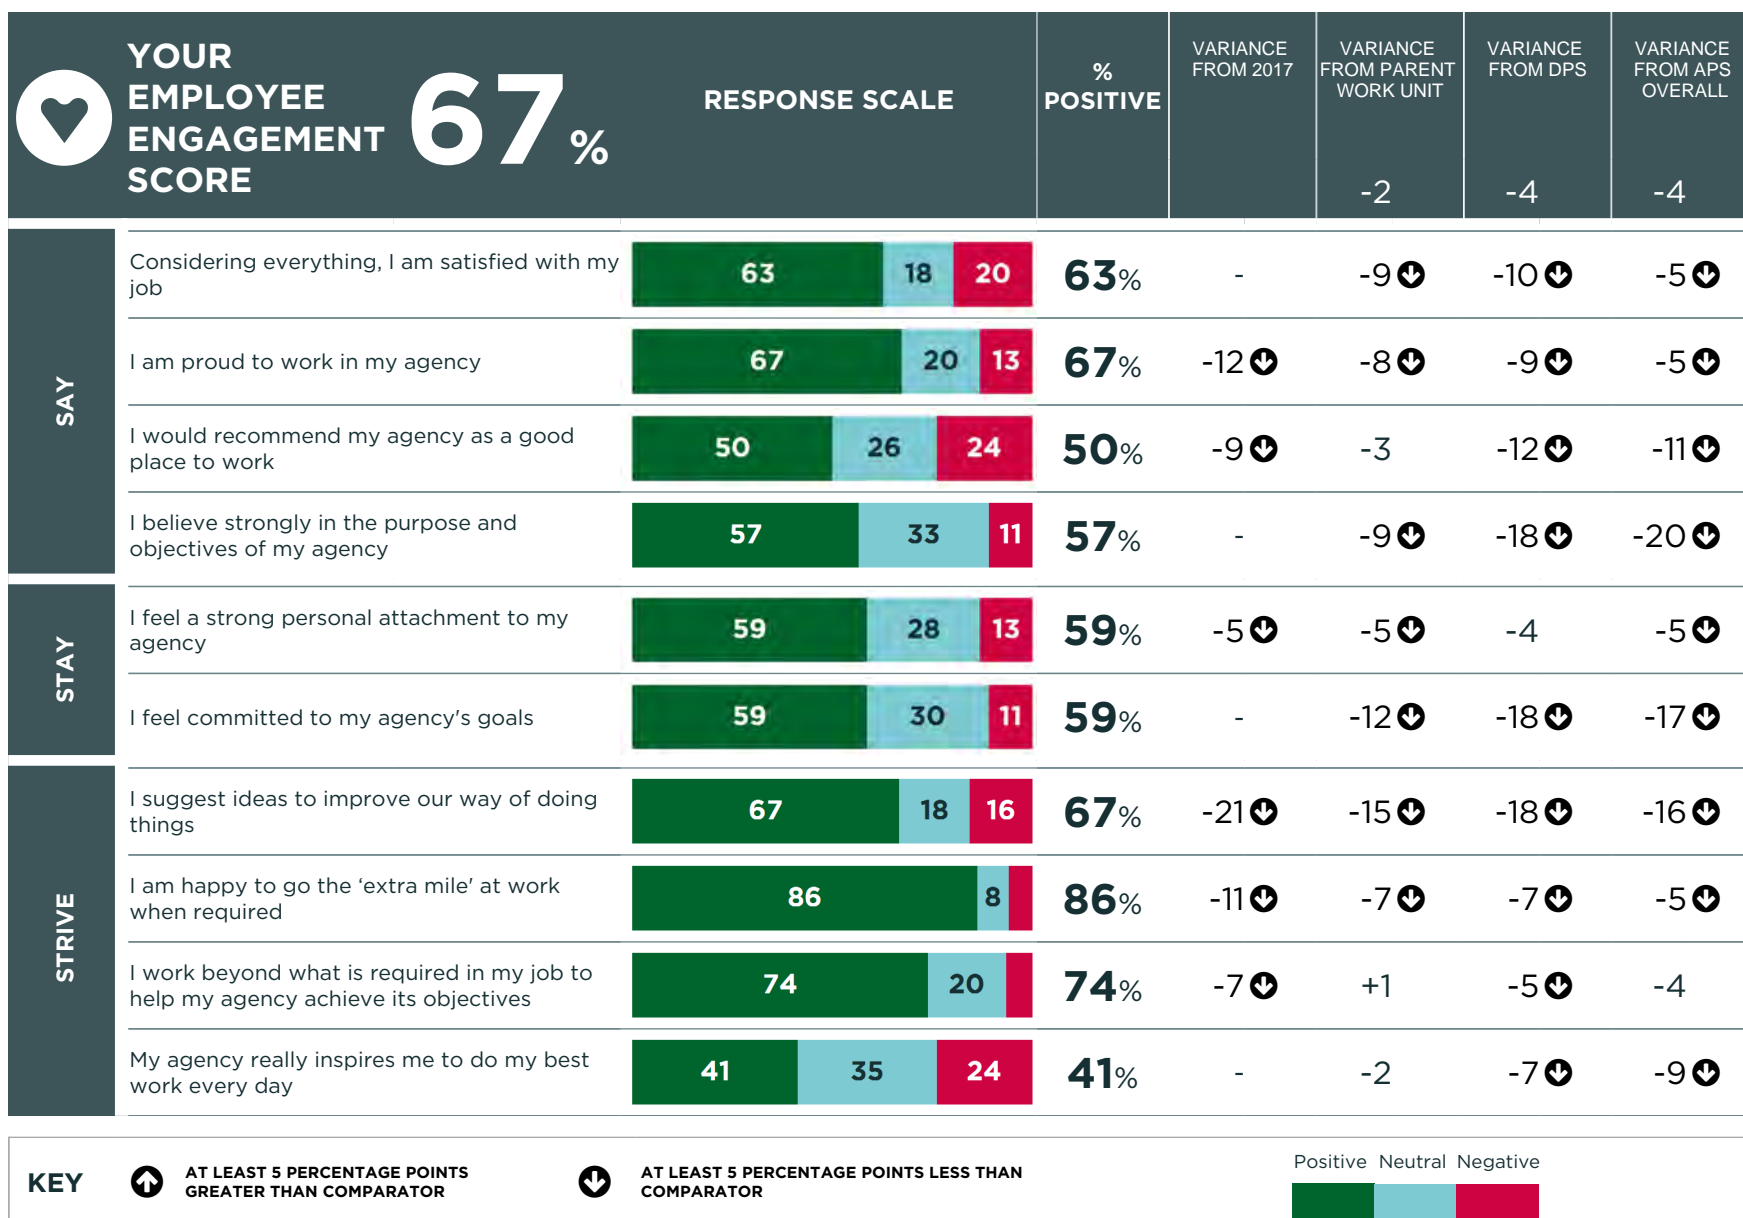 YOUR
EMPLOYEE
ENGAGEMENT
SCORE
67%
RESPONSE SCALE
%
POSITIVE
VARIANCE
FROM 2017
VARIANCE
FROM PARENT
WORK UNIT
-2
VARIANCE
FROM DPS
-4
VARIANCE
FROM APS
OVERALL
-4
SAY
Considering everything, I am satisfied with my
job
63 18 20 63% - -9 -10 -5
I am proud to work in my agency
67 20 13 67% -12 -8 -9 -5
I would recommend my agency as a good
place to work
50 26 24 50% -9 -3 -12 -11
I believe strongly in the purpose and
objectives of my agency
57 33 11 57% - -9 -18 -20
STAY
I feel a strong personal attachment to my
agency
59 28 13 59% -5 -5 -4 -5
I feel committed to my agency's goals
59 30 11 59% - -12 -18 -17
STRIVE
I suggest ideas to improve our way of doing
things
67 18 16 67% -21 -15 -18 -16
I am happy to go the ‘extra mile' at work
when required
86 8 86% -11 -7 -7 -5
I work beyond what is required in my job to
help my agency achieve its objectives
74 20 74% -7 +1 -5 -4
My agency really inspires me to do my best
work every day
41 35 24 41% - -2 -7 -9
KEY
AT LEAST 5 PERCENTAGE POINTS
GREATER THAN COMPARATOR
AT LEAST 5 PERCENTAGE POINTS LESS THAN
COMPARATOR
Positive Neutral Negative